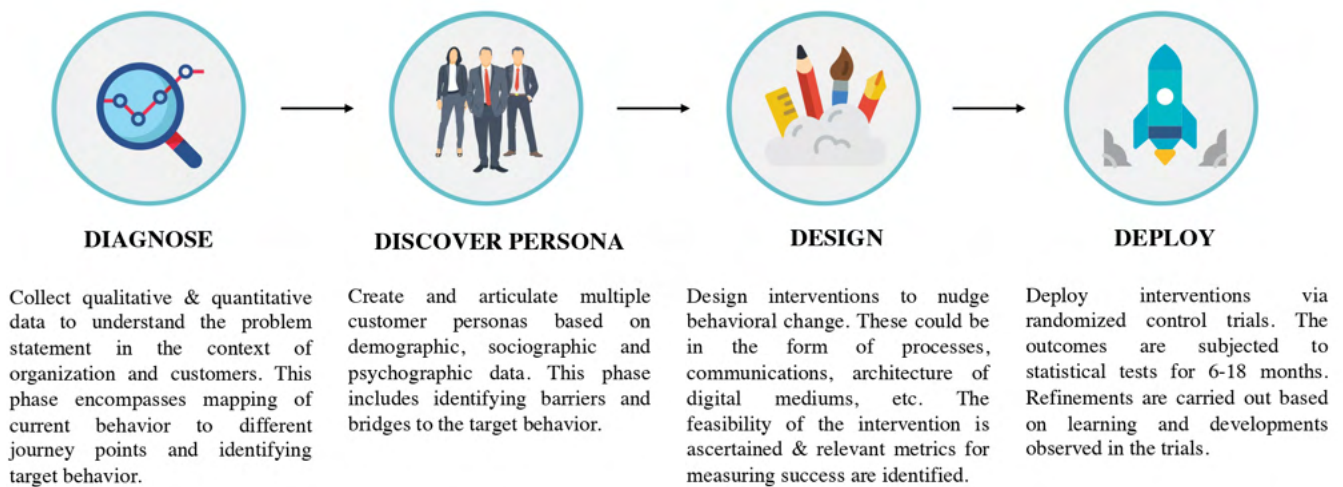 DIAGNOSE
Collect qualitative & quantitative
data to understand the problem
statement in the context of
organization and customers. This
phase encompasses mapping of
current behavior to different
journey points and identifying
target behavior.
DISCOVER PERSONA
Create and articulate multiple
customer personas based on
demographic, sociographic and
psychographic data. This phase
includes identifying barriers and
bridges to the target behavior.
DESIGN
Design interventions to nudge
behavioral change. These could be
in the form of processes,
communications, architecture of
digital mediums, etc. The
feasibility of the intervention is
ascertained & relevant metrics for
measuring success are identified.
DEPLOY
Deploy interventions via
randomized control trials. The
outcomes are subjected to
statistical tests for 6-18 months.
Refinements are carried out based
on learning and developments
observed in the trials.